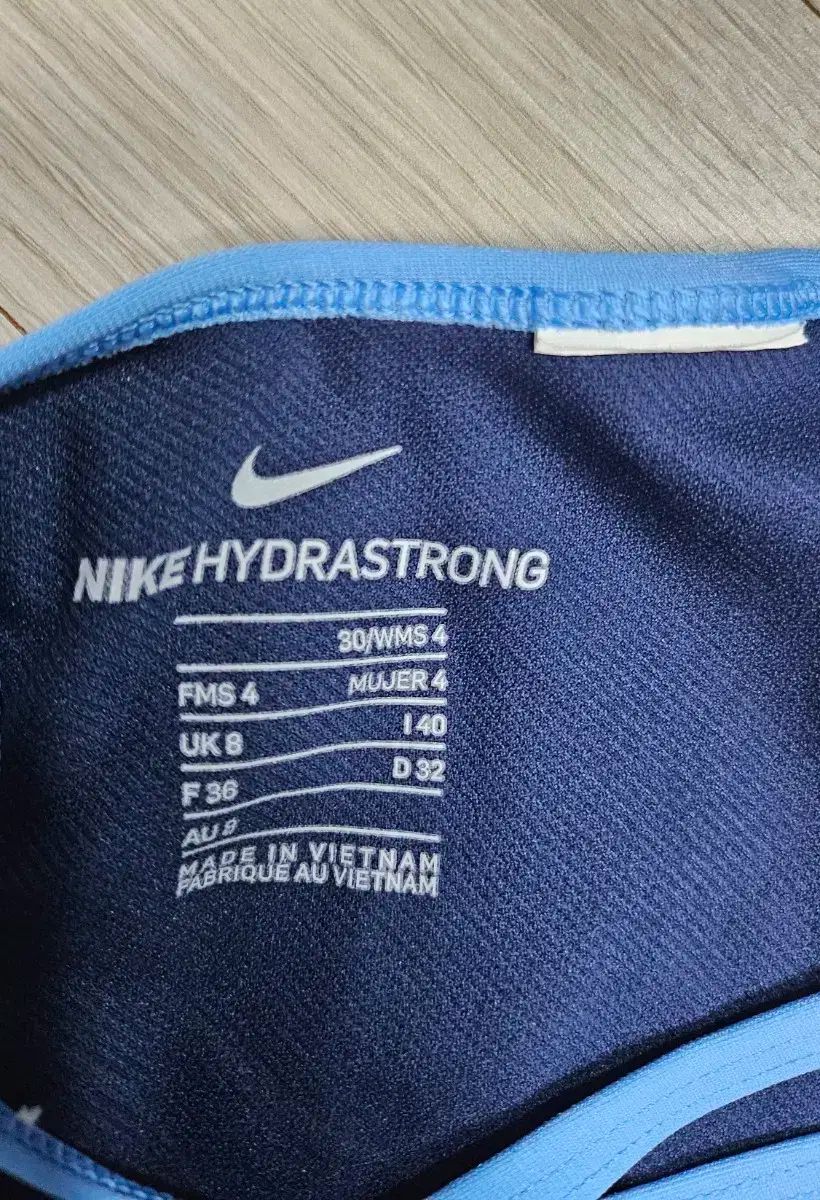 NIKE HYDRASTRONG
30/WMS 4
FMS 4 MUJER 4
UK 8 I 40
F 36 D 32
AU 8
MADE IN VIETNAM
FABRIQUE AU VIETNAM